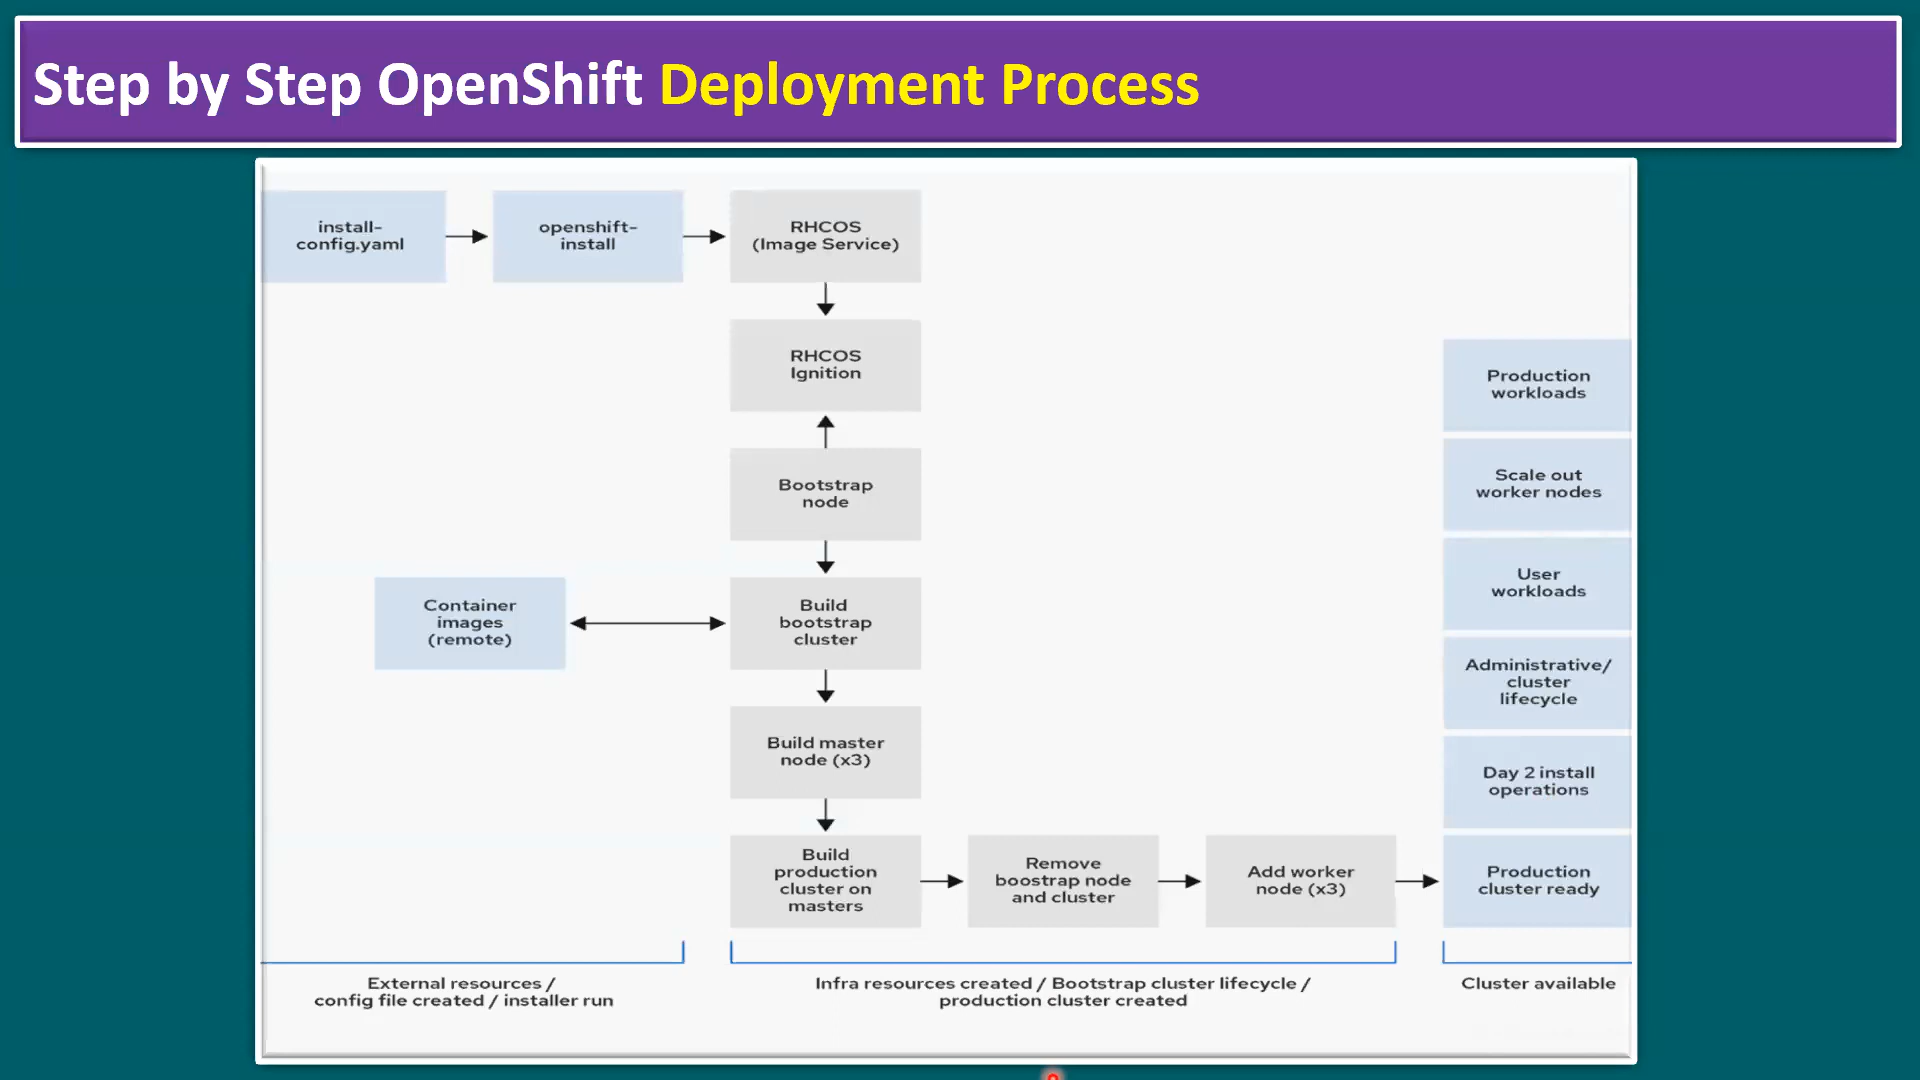 Step by Step OpenShift Deployment Process
install-
config.yaml
openshift-
install
RHCOS
(Image Service)
RHCOS
Ignition
Bootstrap
node
Container
images
(remote)
Build
bootstrap
cluster
Build master
node (x3)
Build
production
cluster on
masters
Remove
boostrap node
and cluster
Add worker
node (x3)
Production
workloads
Scale out
worker nodes
User
workloads
Administrative/
cluster
lifecycle
Day 2 install
operations
Production
cluster ready
External resources /
config file created / installer run
Infra resources created / Bootstrap cluster lifecycle /
production cluster created
Cluster available